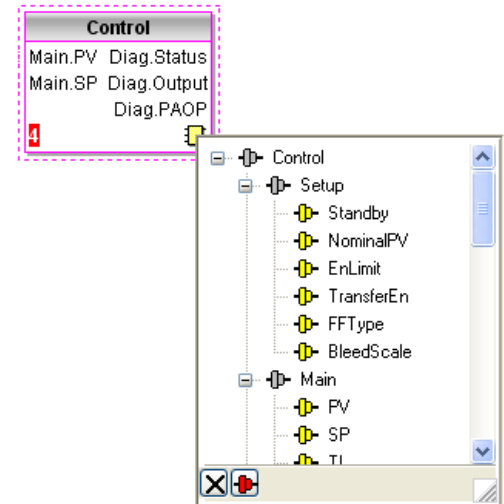 Control
Main.PV Diag.Status
Main.SP Diag.Output
Diag.PAOP
4
Control
Setup
Standby
NominalPV
EnLimit
TransferEn
FFType
BleedScale
Main
PV
SP